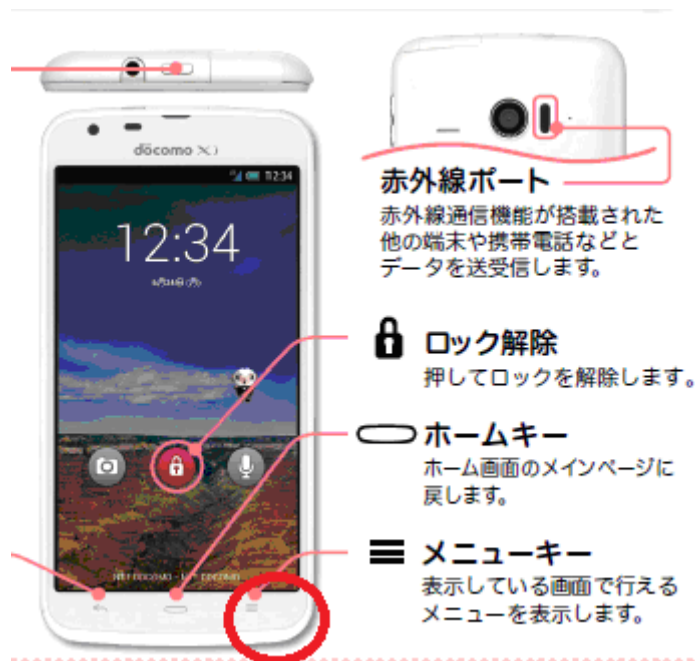 döcomo Xi
12:34
12:34
赤外線ポート
赤外線通信機能が搭載された
他の端末や携帯電話などと
データを送受信します。
ロック解除
押してロックを解除します。
ホームキー
ホーム画面のメインページに
戻します。
メニューキー
表示している画面で行える
メニューを表示します。